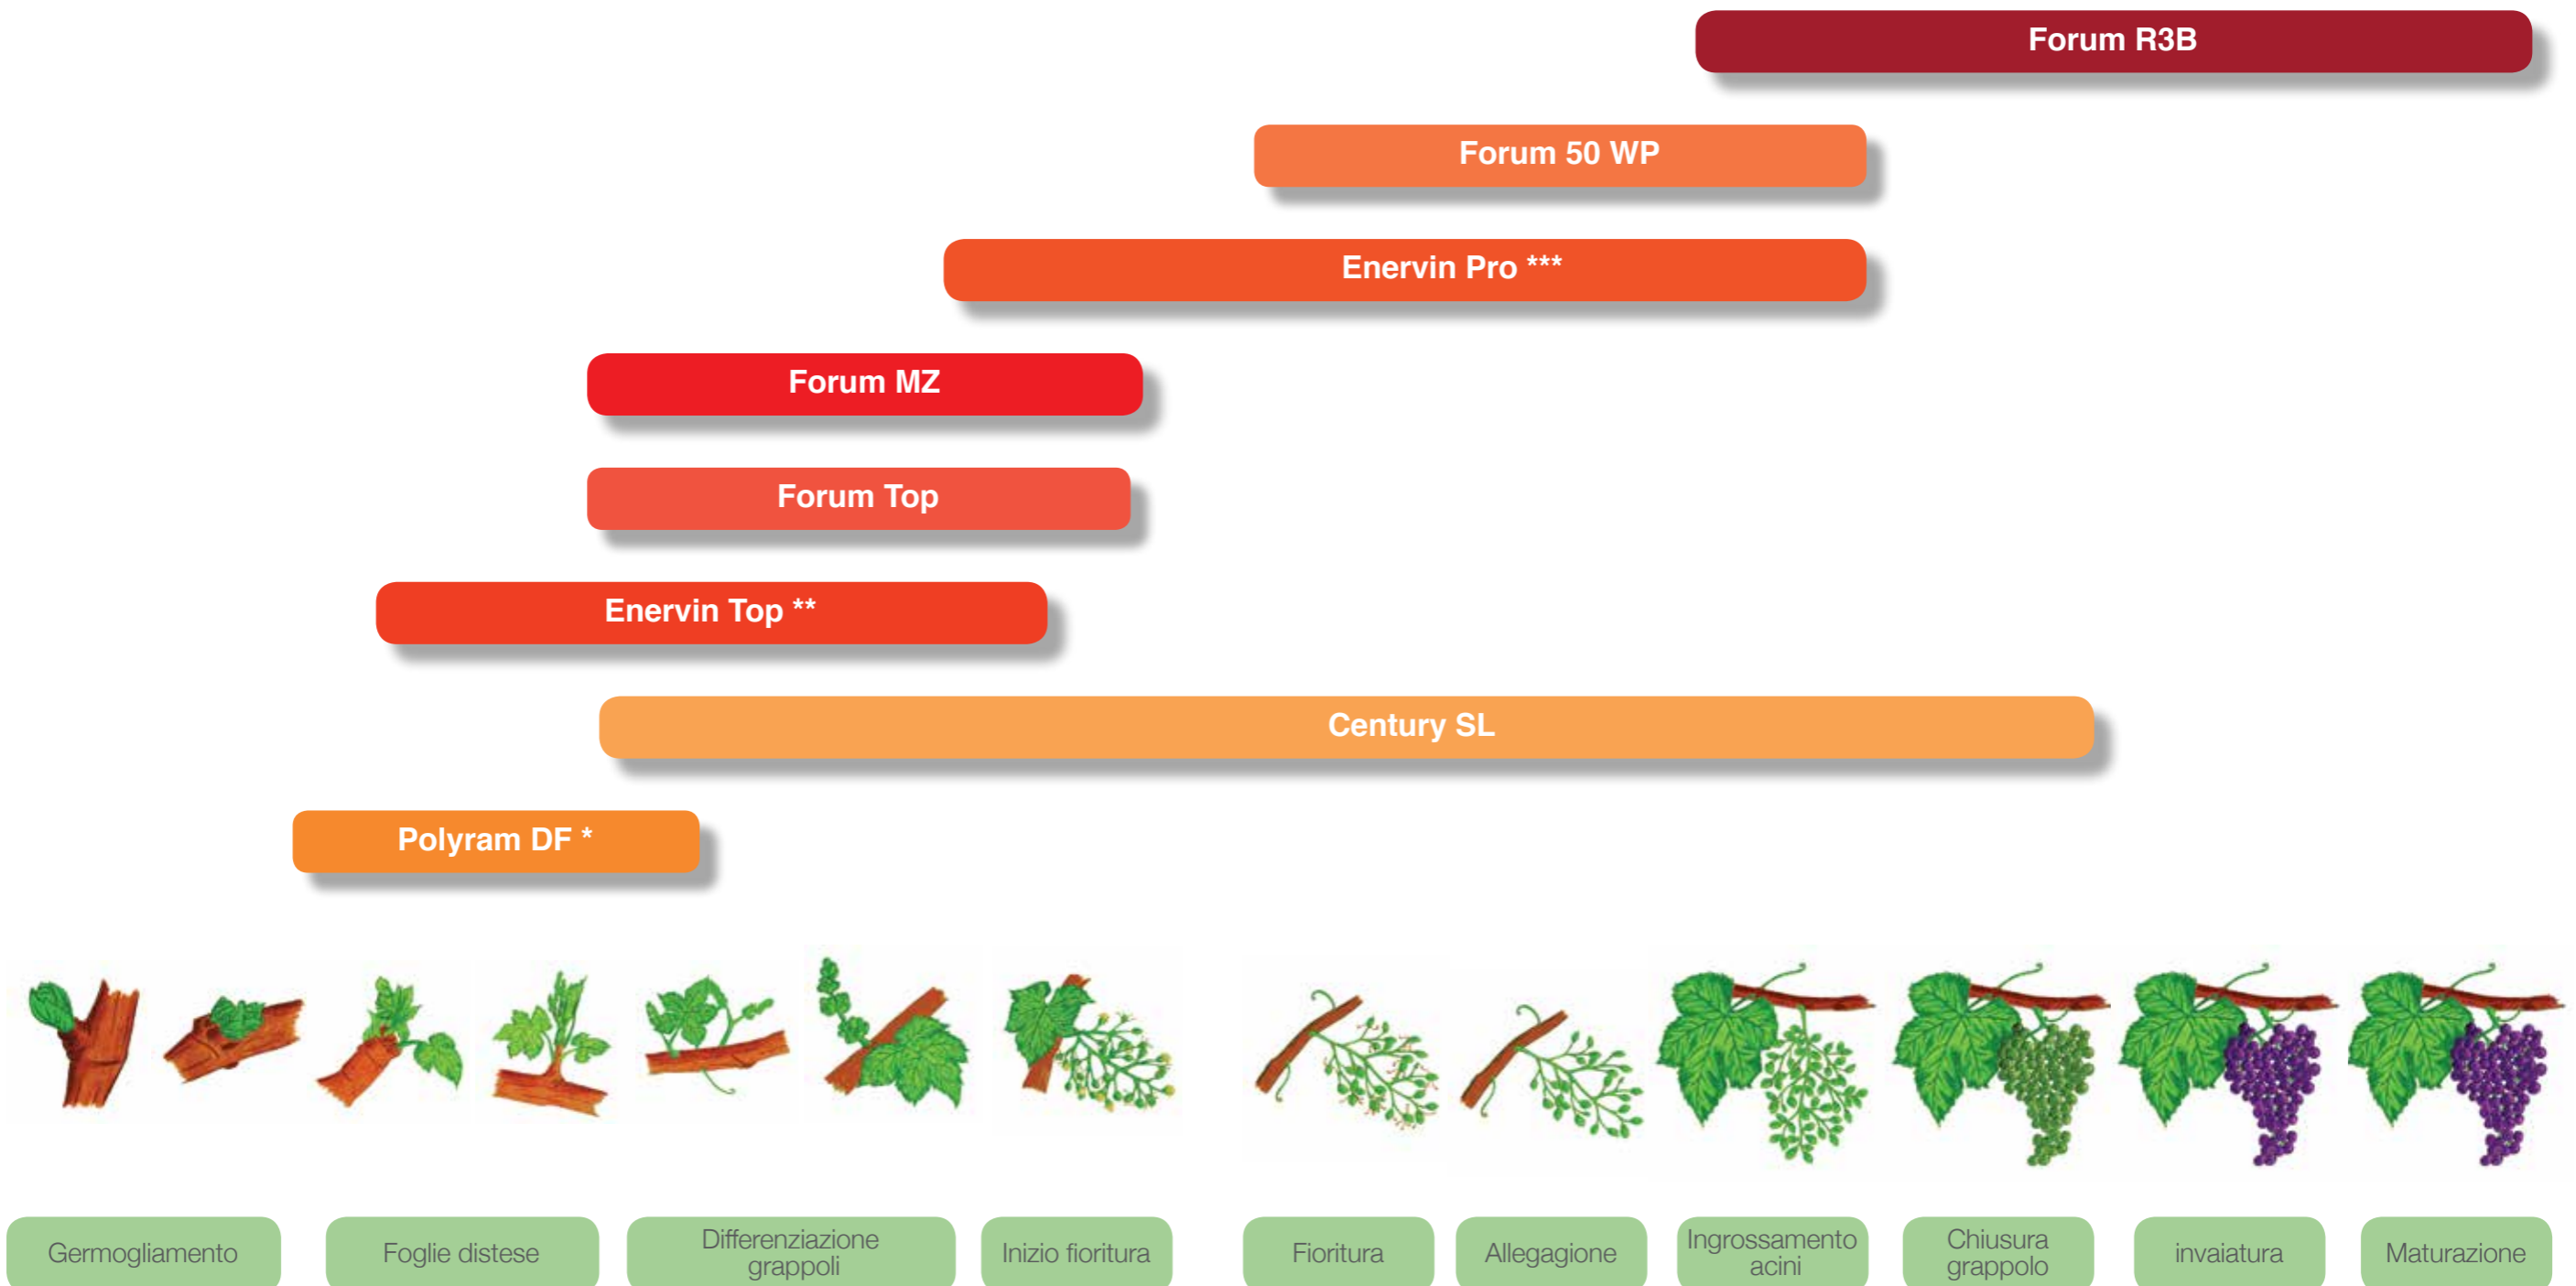 Forum R3B
Forum 50 WP
Enervin Pro ***
Forum MZ
Forum Top
Enervin Top **
Century SL
Polyram DF *
Germogliamento
Foglie distese
Differenziazione
grappoli
Inizio fioritura
Fioritura
Allegagione
Ingrossamento
acini
Chiusura
grappolo
invaiatura
Maturazione